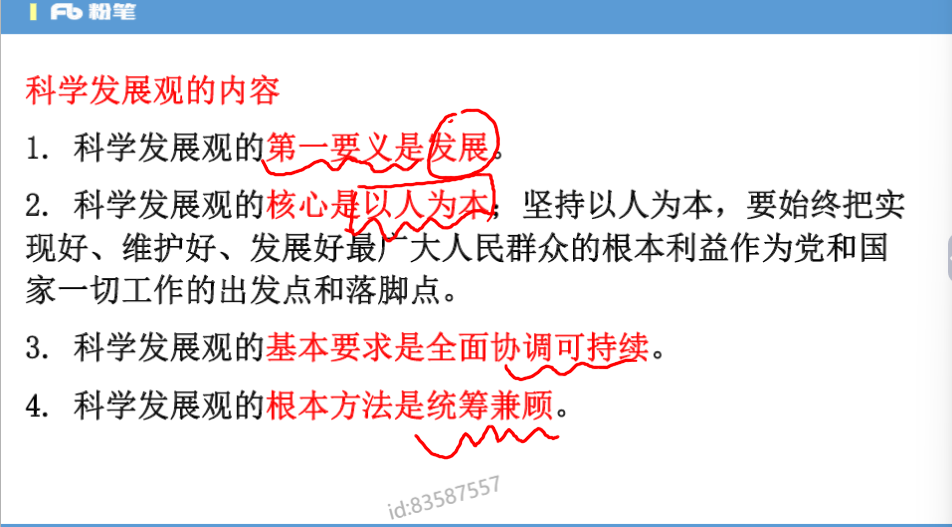 粉笔
科学发展观的内容
1. 科学发展观的第一要义是发展。
2. 科学发展观的核心是以人为本；坚持以人为本，要始终把实
现好、维护好、发展好最广大人民群众的根本利益作为党和国
家一切工作的出发点和落脚点。
3. 科学发展观的基本要求是全面协调可持续。
4. 科学发展观的根本方法是统筹兼顾。
id:83587557